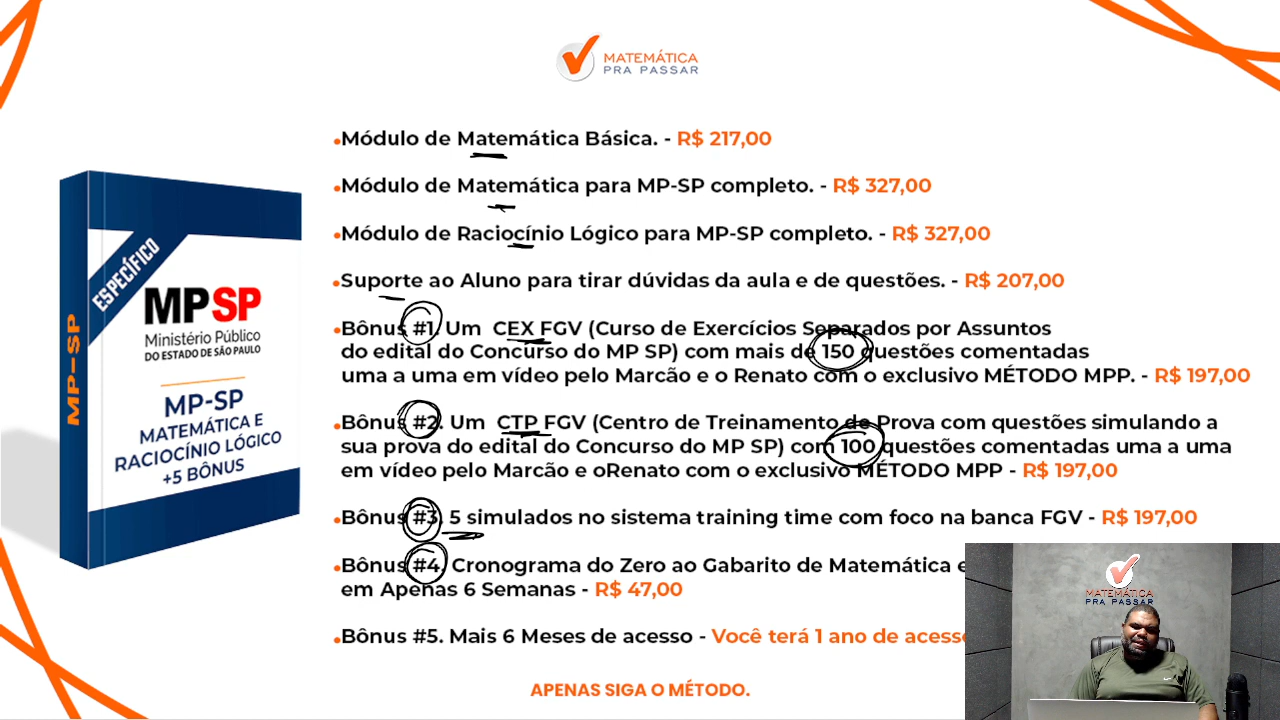 MATEMÁTICA
PRA PASSAR
•Módulo de Matemática Básica. - R$ 217,00
•Módulo de Matemática para MP-SP completo. - R$ 327,00
•Módulo de Raciocínio Lógico para MP-SP completo. - R$ 327,00
•Suporte ao Aluno para tirar dúvidas da aula e de questões. - R$ 207,00
•Bônus #1. Um CEX FGV (Curso de Exercícios Separados por Assuntos
do edital do Concurso do MP SP) com mais de 150 questões comentadas
uma a uma em vídeo pelo Marcão e o Renato com o exclusivo MÉTODO MPP. - R$ 197,00
•Bônus #2. Um CTP FGV (Centro de Treinamento de Prova com questões simulando a
sua prova do edital do Concurso do MP SP) com 100 questões comentadas uma a uma
em vídeo pelo Marcão e oRenato com o exclusivo MÉTODO MPP - R$ 197,00
•Bônus #3. 5 simulados no sistema training time com foco na banca FGV - R$ 197,00
•Bônus #4. Cronograma do Zero ao Gabarito de Matemática e
em Apenas 6 Semanas - R$ 47,00
•Bônus #5. Mais 6 Meses de acesso - Você terá 1 ano de acesso
APENAS SIGA O MÉTODO.
MP-SP
ESPECÍFICO
MPSP
Ministério Público
DO ESTADO DE SÃO PAULO
MP-SP
MATEMÁTICA E
RACIOCÍNIO LÓGICO
+5 BÔNUS
MATEMÁTICA
PRA PASSAR